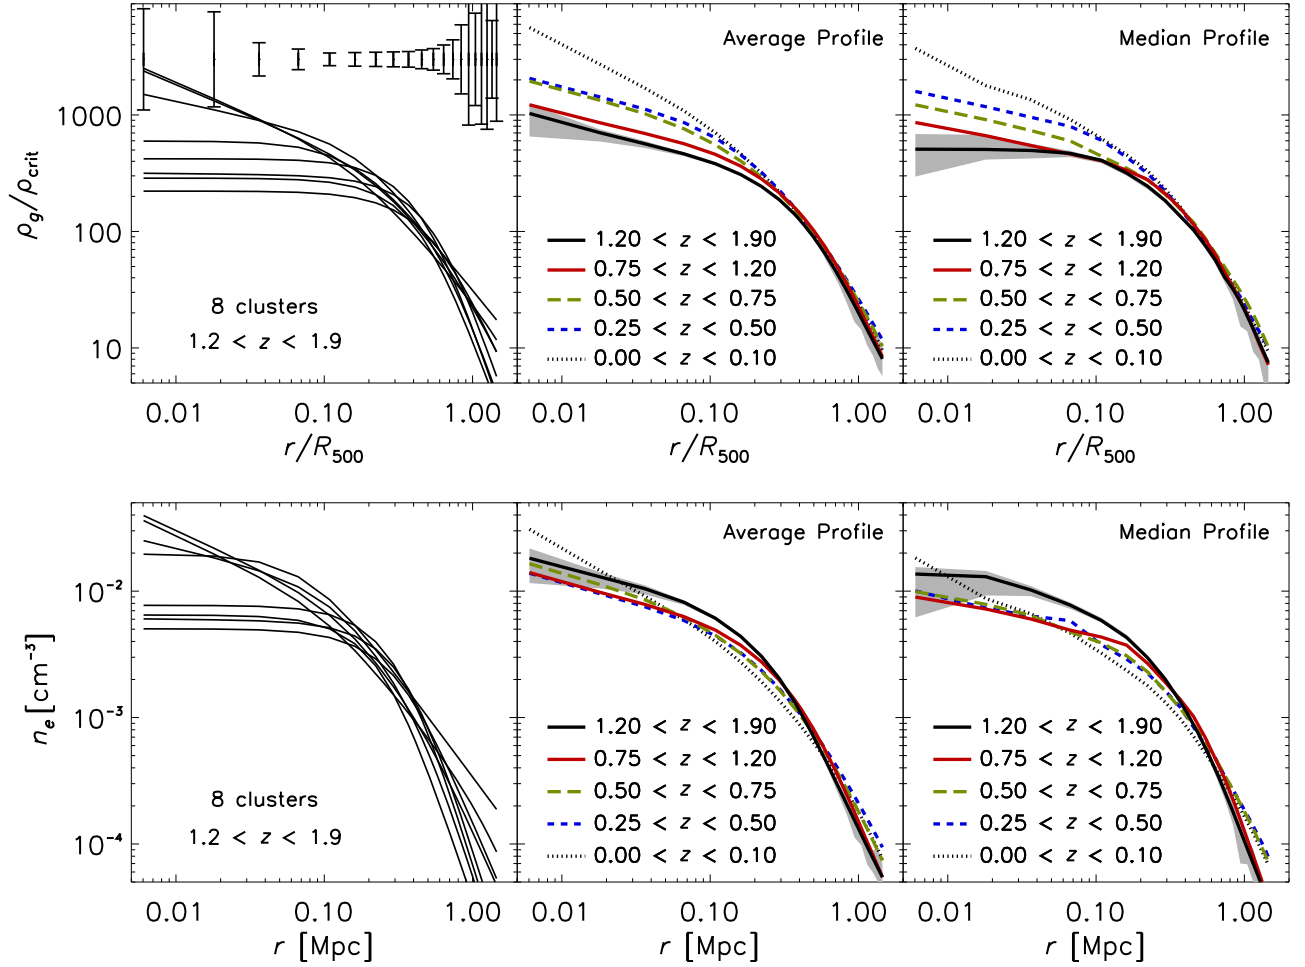 Average Profile
Median Profile
1000
100
10
ρg/ρcrit
8 clusters
1.2 < z < 1.9
1.20 < z < 1.90
0.75 < z < 1.20
0.50 < z < 0.75
0.25 < z < 0.50
0.00 < z < 0.10
1.20 < z < 1.90
0.75 < z < 1.20
0.50 < z < 0.75
0.25 < z < 0.50
0.00 < z < 0.10
0.01 0.10 1.00
0.01 0.10 1.00
0.01 0.10 1.00
r/R500
r/R500
r/R500
Average Profile
Median Profile
10⁻²
10⁻³
10⁻⁴
ne [cm⁻³]
8 clusters
1.2 < z < 1.9
1.20 < z < 1.90
0.75 < z < 1.20
0.50 < z < 0.75
0.25 < z < 0.50
0.00 < z < 0.10
1.20 < z < 1.90
0.75 < z < 1.20
0.50 < z < 0.75
0.25 < z < 0.50
0.00 < z < 0.10
0.01 0.10 1.00
0.01 0.10 1.00
0.01 0.10 1.00
r [Mpc]
r [Mpc]
r [Mpc]